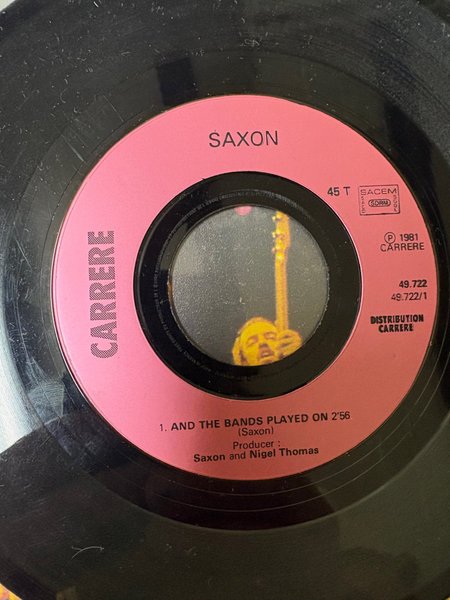 SAXON
45 T
SACEM
SDRM
Ⓟ 1981
CARRERE
CARRERE
49.722
49.722/1
DISTRIBUTION
CARRERE
1. AND THE BANDS PLAYED ON 2'56
(Saxon)
Producer :
Saxon and Nigel Thomas